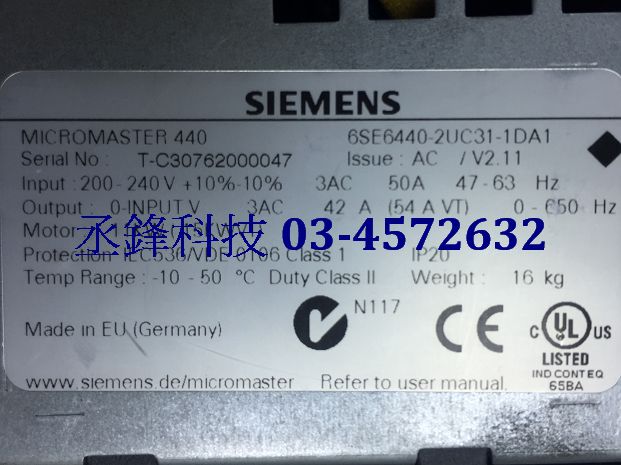 SIEMENS
MICROMASTER 440 6SE6440-2UC31-1DA1
Serial No : T-C30762000047 Issue : AC / V2.11
Input : 200 - 240 V +10% -10% 3AC 50A 47 - 63 Hz
Output : 0-INPUT V 3AC 42 A (54 A VT) 0 - 650 Hz
Motor
丞鋒科技 03-4572632
Protection : Class 1 IP20
Temp Range : -10 - 50 °C Duty Class II Weight : 16 kg
N117
Made in EU (Germany)
CE
C UL US
LISTED
IND CONT EQ
65BA
www.siemens.de/micromaster Refer to user manual.